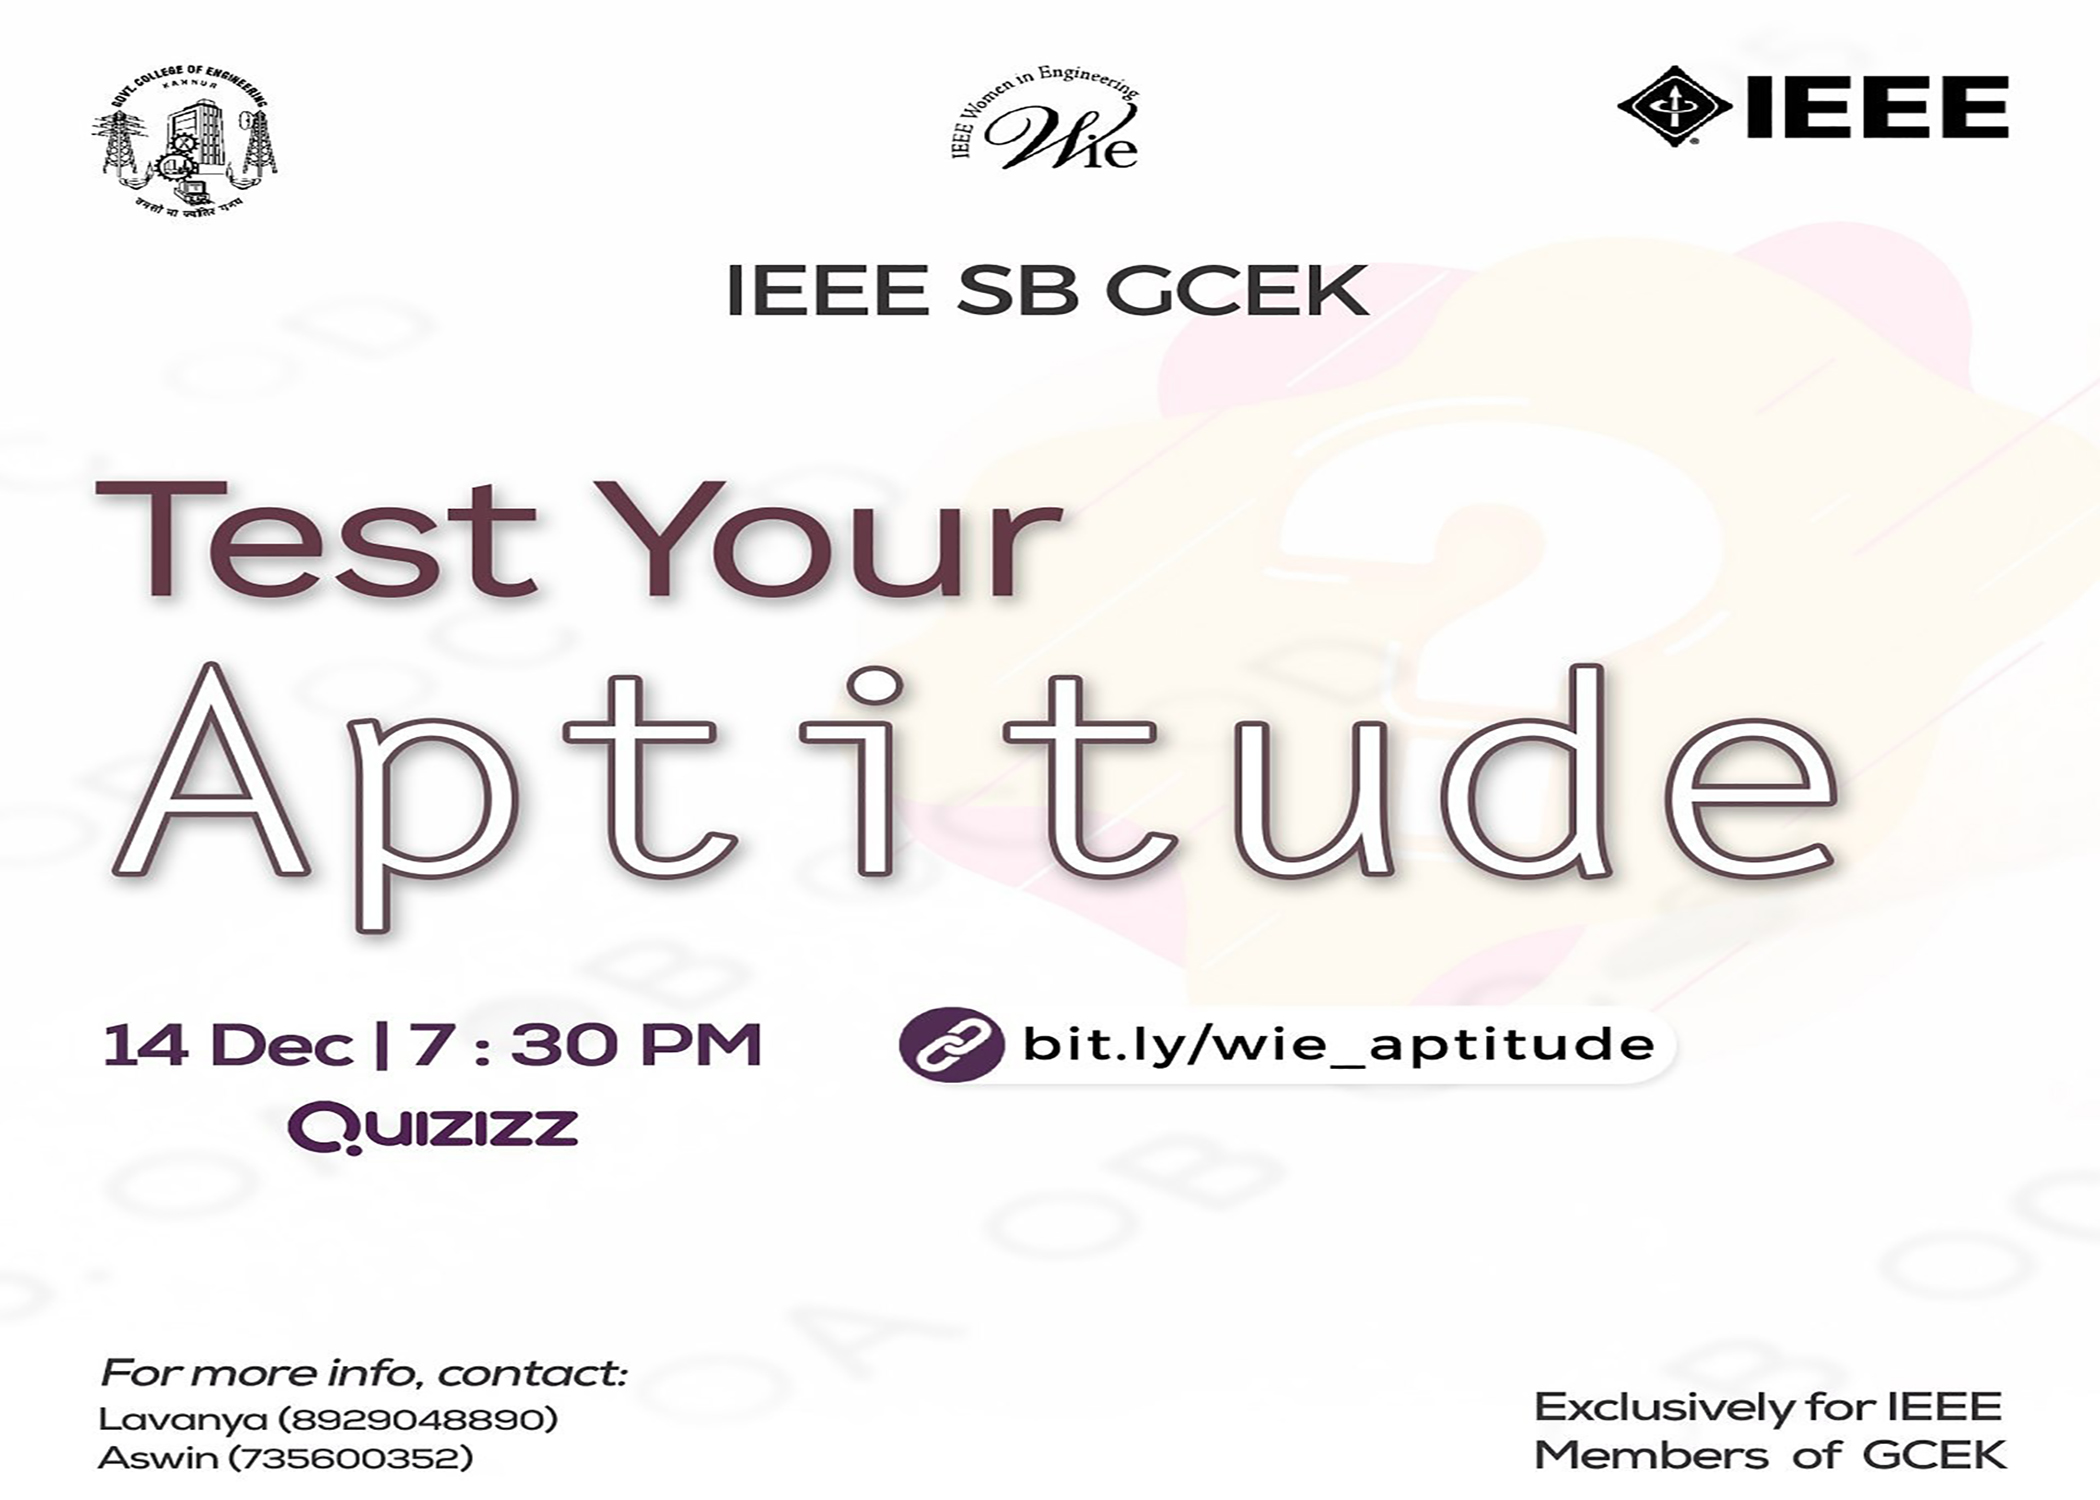 GOVT. COLLEGE OF ENGINEERING
KANNUR
तमसो मा ज्योतिर गमय
IEEE Women in Engineering
Wie
IEEE
IEEE SB GCEK
Test Your
Aptitude
14 Dec | 7 : 30 PM
bit.ly/wie_aptitude
Quizizz
For more info, contact:
Lavanya (8929048890)
Aswin (735600352)
Exclusively for IEEE
Members of GCEK